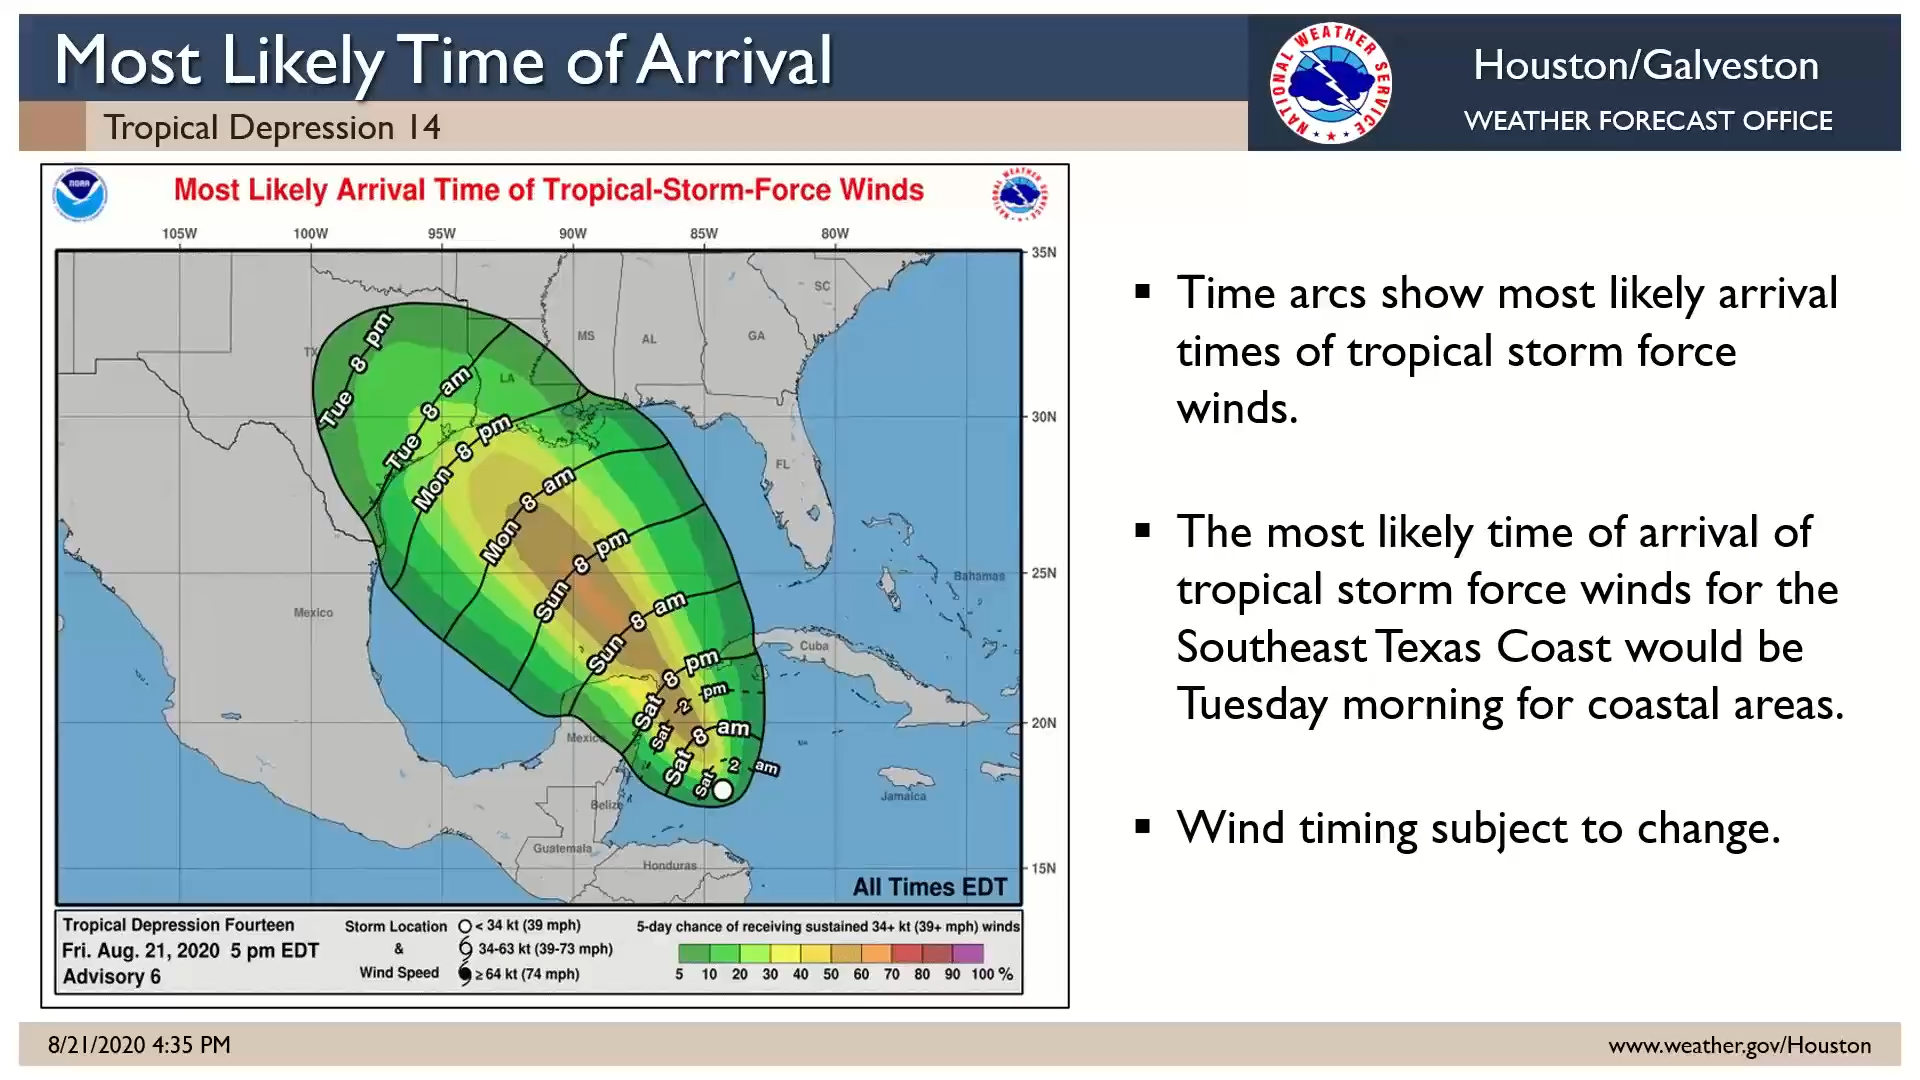 Most Likely Time of Arrival
Tropical Depression 14
NATIONAL WEATHER SERVICE
Houston/Galveston
WEATHER FORECAST OFFICE
NOAA
Most Likely Arrival Time of Tropical-Storm-Force Winds
105W 100W 95W 90W 85W 80W
35N
30N
25N
20N
15N
TX
LA
MS
AL
GA
SC
FL
Mexico
Bahamas
Cuba
Mexico
Belize
Jamaica
Guatemala
Honduras
Tue 8 pm
Tue 8 am
Mon 8 pm
Mon 8 am
Sun 8 pm
Sun 8 am
Sat 8 pm
Sat 2 pm
Sat 8 am
Sat 2 am
All Times EDT
Tropical Depression Fourteen
Fri. Aug. 21, 2020 5 pm EDT
Advisory 6
Storm Location
&
Wind Speed
< 34 kt (39 mph)
34-63 kt (39-73 mph)
≥ 64 kt (74 mph)
5-day chance of receiving sustained 34+ kt (39+ mph) winds
5 10 20 30 40 50 60 70 80 90 100 %
▪ Time arcs show most likely arrival
times of tropical storm force
winds.
▪ The most likely time of arrival of
tropical storm force winds for the
Southeast Texas Coast would be
Tuesday morning for coastal areas.
▪ Wind timing subject to change.
8/21/2020 4:35 PM
www.weather.gov/Houston